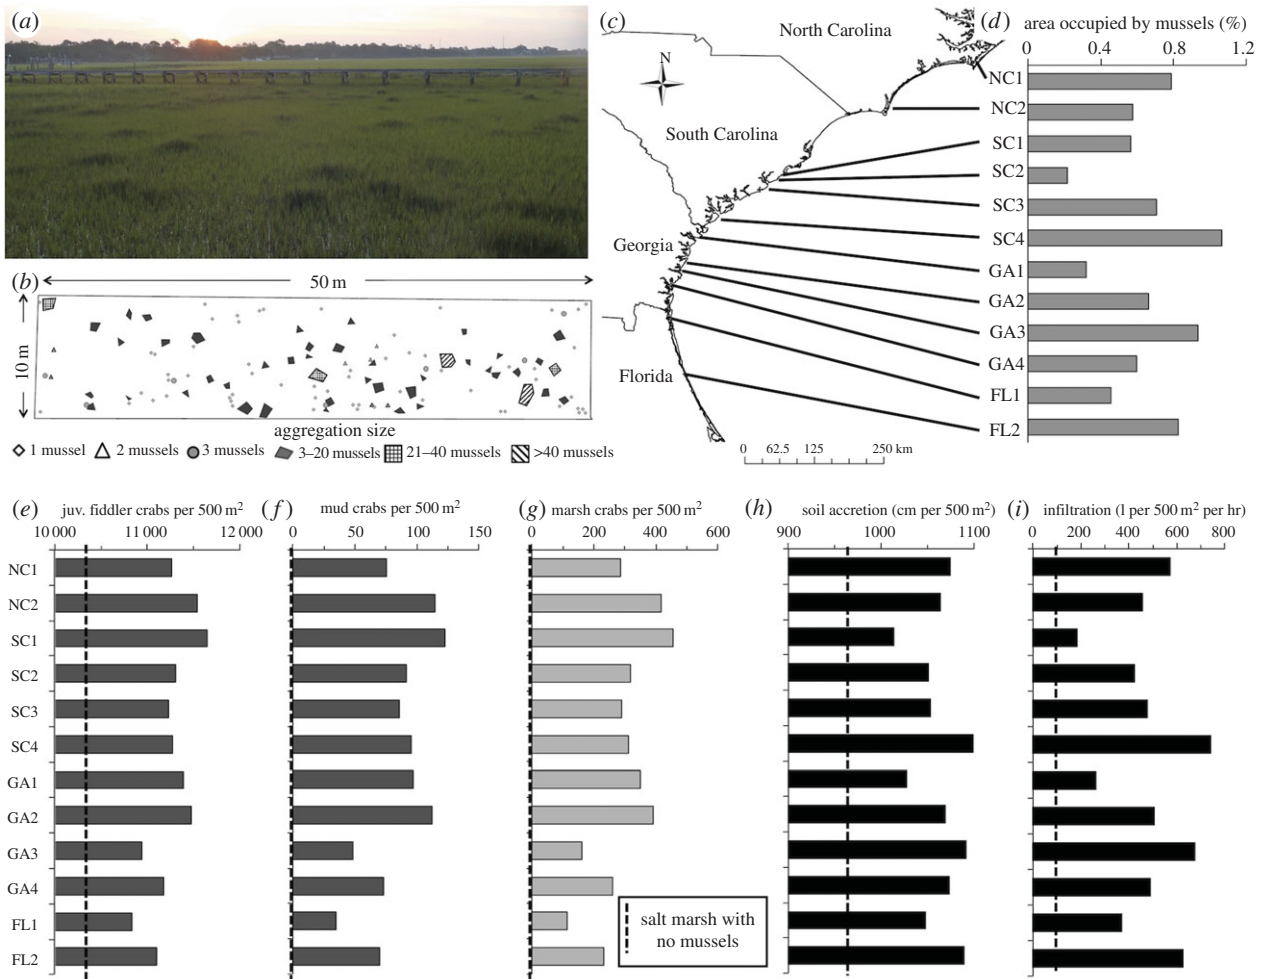 (a)
(b)
50 m
10 m
aggregation size
1 mussel 2 mussels 3 mussels 3–20 mussels 21–40 mussels >40 mussels
(c)
North Carolina
N
South Carolina
Georgia
Florida
0 62.5 125 250 km
(d) area occupied by mussels (%)
0 0.4 0.8 1.2
NC1
NC2
SC1
SC2
SC3
SC4
GA1
GA2
GA3
GA4
FL1
FL2
(e) juv. fiddler crabs per 500 m²
10 000 11 000 12 000
NC1
NC2
SC1
SC2
SC3
SC4
GA1
GA2
GA3
GA4
FL1
FL2
(f) mud crabs per 500 m²
0 50 100 150
(g) marsh crabs per 500 m²
0 200 400 600
salt marsh with
no mussels
(h) soil accretion (cm per 500 m²)
900 1000 1100
(i) infiltration (l per 500 m² per hr)
0 200 400 600 800